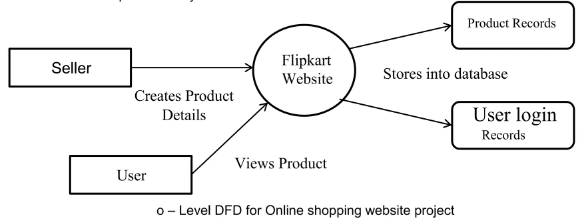 Product Records
Flipkart
Website
Seller
Stores into database
Creates Product
Details
User login
Records
Views Product
User
o – Level DFD for Online shopping website project